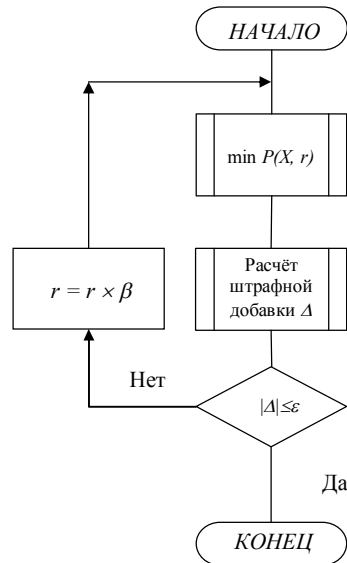 НАЧАЛО
min P(X, r)
Расчёт
штрафной
добавки Δ
r = r × β
Нет
|Δ|≤ε
Да
КОНЕЦ